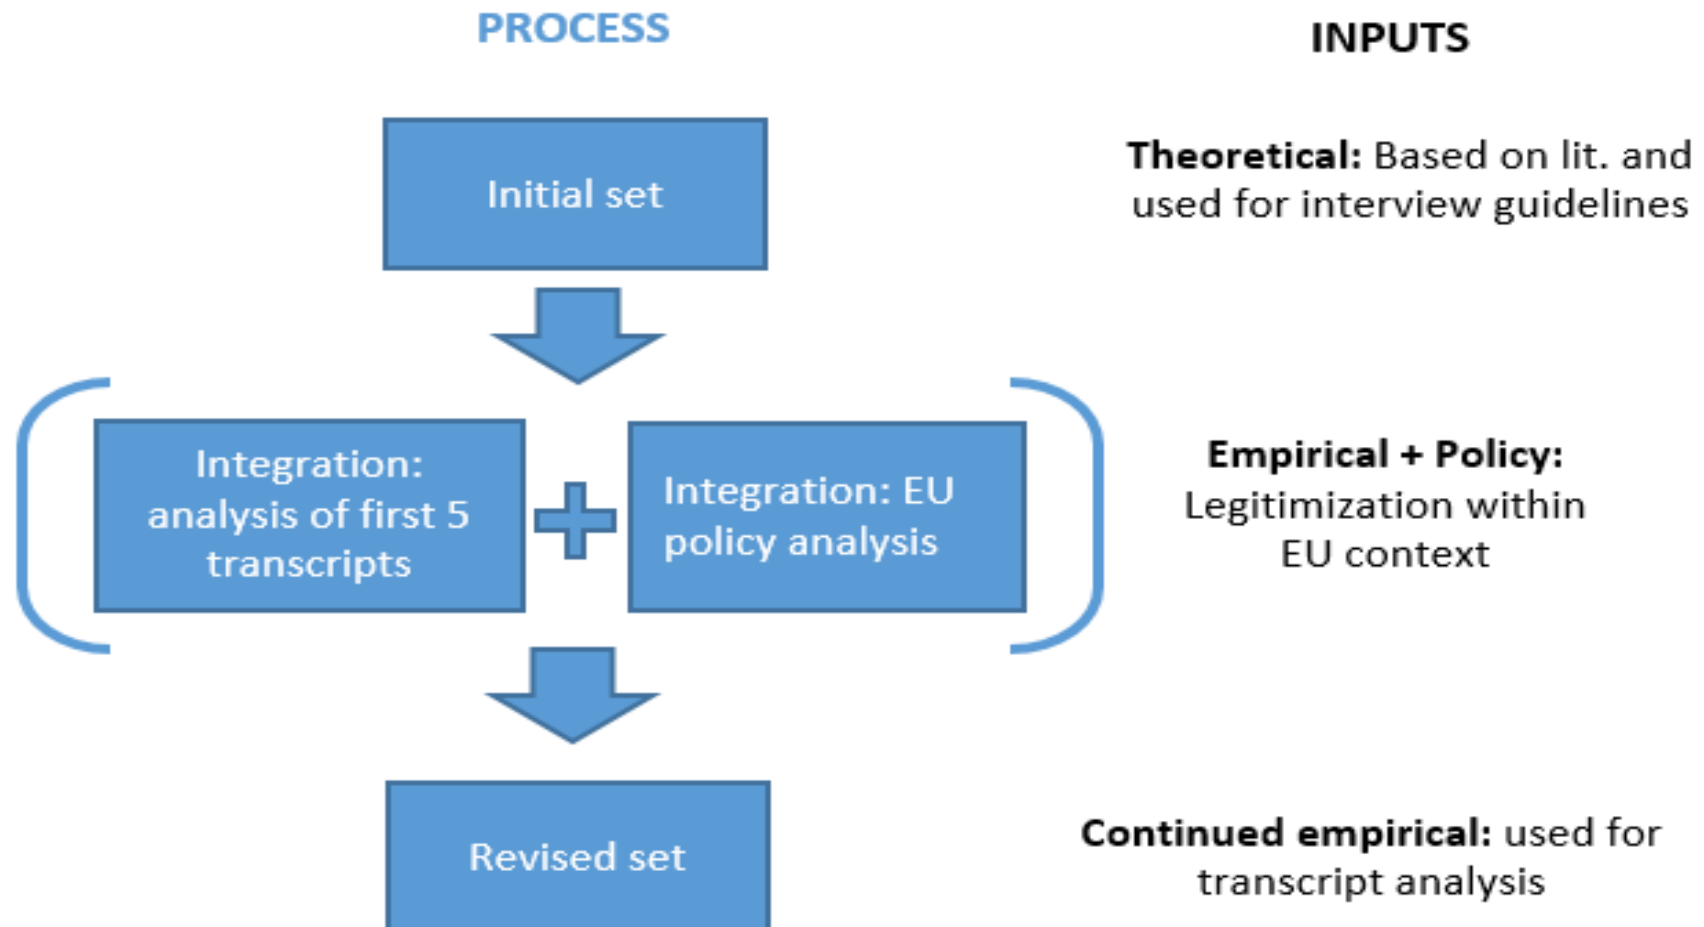 PROCESS
INPUTS
Initial set
Theoretical: Based on lit. and
used for interview guidelines
Integration:
analysis of first 5
transcripts
Integration: EU
policy analysis
Empirical + Policy:
Legitimization within
EU context
Revised set
Continued empirical: used for
transcript analysis